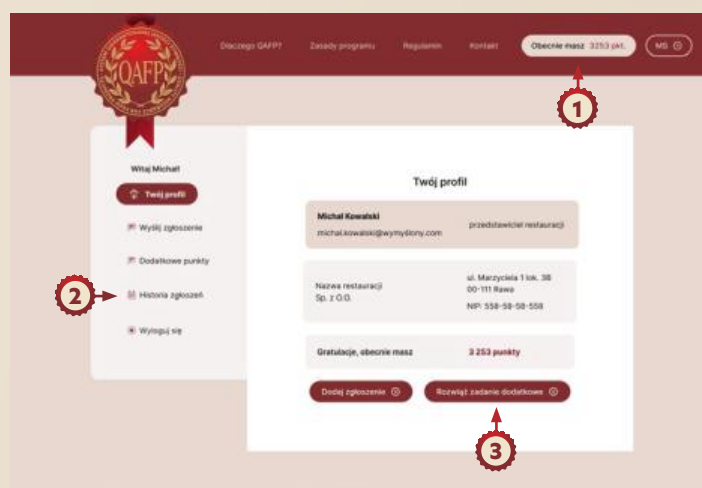 Dlaczego QAFP?
Zasady programu
Regulamin
Kontakt
Obecnie masz 3253 pkt.
MS
QAFP
1
Witaj Michał!
Twój profil
Wyślij zgłoszenie
Dodatkowe punkty
Historia zgłoszeń
Wyloguj się
2
Twój profil
Michał Kowalski
michal.kowalski@wymyślony.com
przedstawiciel restauracji
Nazwa restauracji
Sp. z O.O.
ul. Marzyciela 1 lok. 3B
00-111 Rawa
NIP: 558-58-58-558
Gratulacje, obecnie masz
3 253 punkty
Dodaj zgłoszenie
Rozwiąż zadanie dodatkowe
3